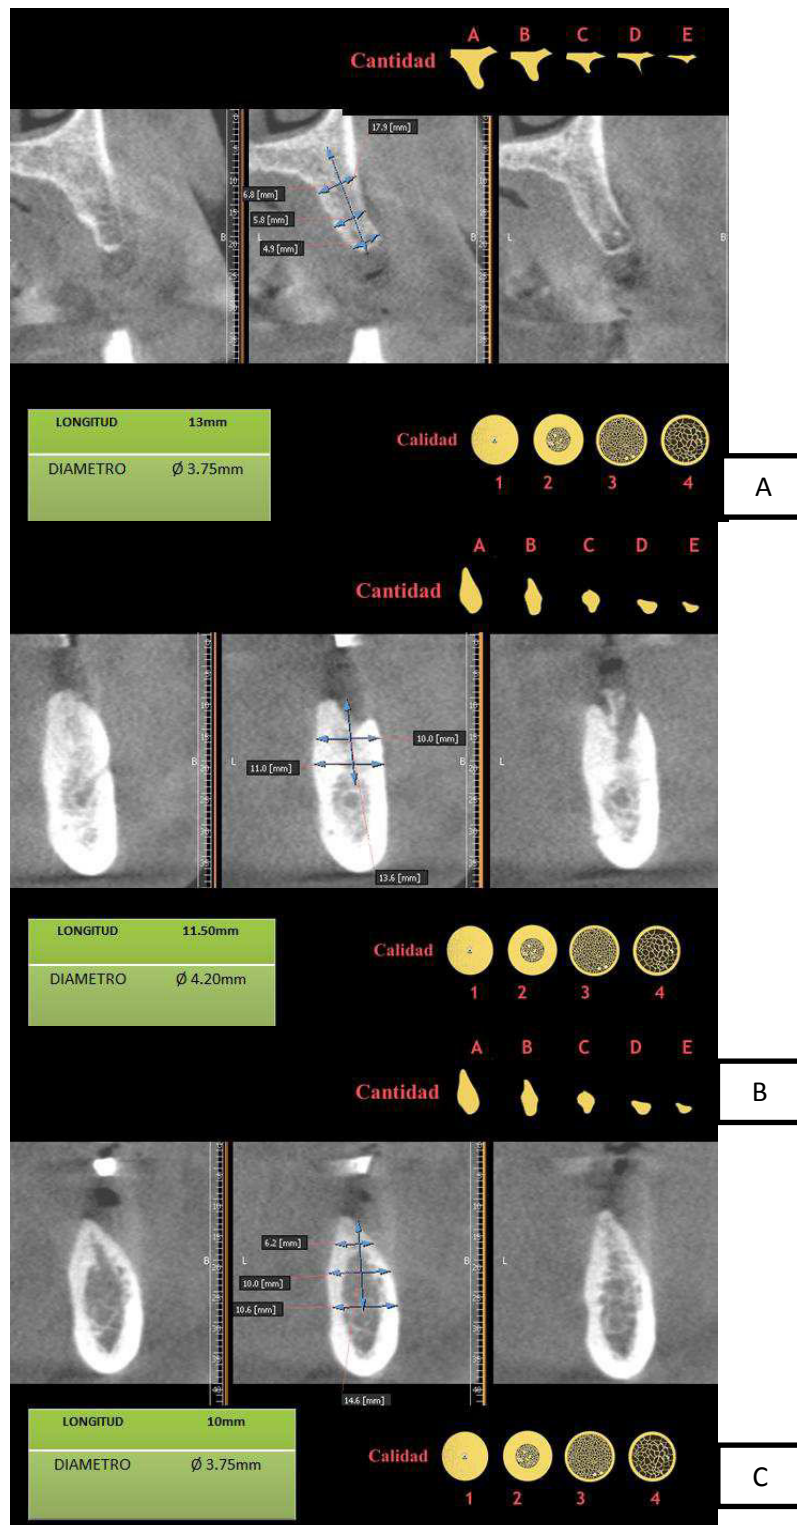 A B C D E
Cantidad
17.9 [mm]
6.8 [mm]
5.8 [mm]
4.9 [mm]
B L B L B
LONGITUD 13mm
DIAMETRO Ø 3.75mm
Calidad
1 2 3 4
A
A B C D E
Cantidad
10.0 [mm]
B L B L B
11.0 [mm]
13.6 [mm]
LONGITUD 11.50mm
DIAMETRO Ø 4.20mm
Calidad
1 2 3 4
B
A B C D E
Cantidad
6.2 [mm]
B L B L B
10.0 [mm]
10.6 [mm]
14.6 [mm]
LONGITUD 10mm
DIAMETRO Ø 3.75mm
Calidad
1 2 3 4
C